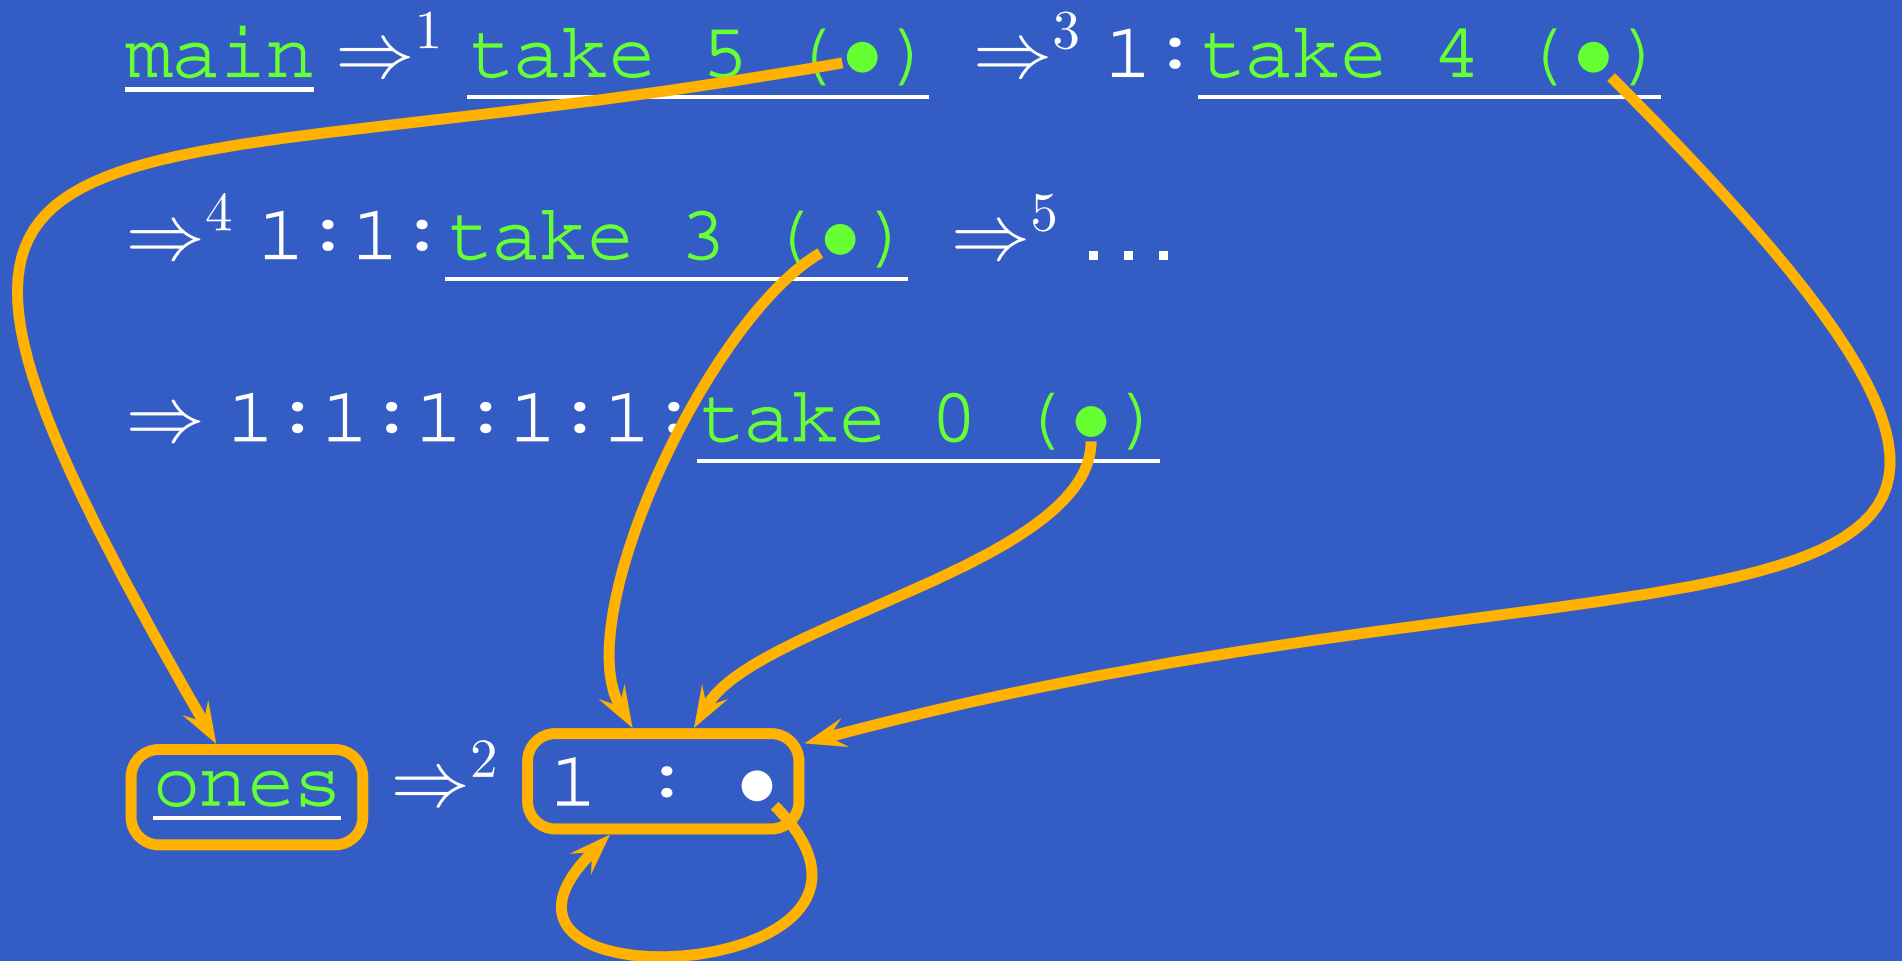 main ⇒¹ take 5 (●) ⇒³ 1:take 4 (●)
⇒⁴ 1:1:take 3 (●) ⇒⁵ ...
⇒ 1:1:1:1:1:take 0 (●)
ones ⇒² 1 : ●